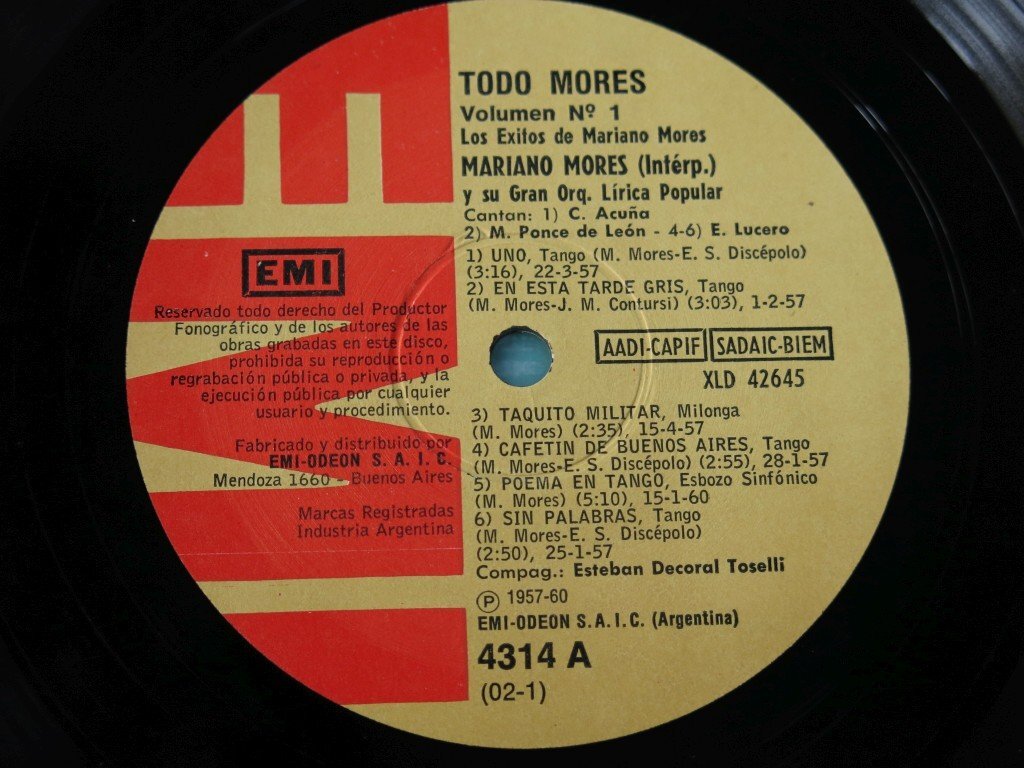 TODO MORES
Volumen Nº 1
Los Exitos de Mariano Mores
MARIANO MORES (Intérp.)
y su Gran Orq. Lírica Popular
Cantan: 1) C. Acuña
2) M. Ponce de León - 4-6) E. Lucero
1) UNO, Tango (M. Mores-E. S. Discépolo)
(3:16), 22-3-57
2) EN ESTA TARDE GRIS, Tango
(M. Mores-J. M. Contursi) (3:03), 1-2-57
EMI
Reservado todo derecho del Productor
Fonográfico y de los autores de las
obras grabadas en este disco,
prohibida su reproducción o
regrabación pública o privada, y la
ejecución pública por cualquier
usuario y procedimiento.
Fabricado y distribuido por
EMI-ODEON S. A. I. C.
Mendoza 1660 - Buenos Aires
Marcas Registradas
Industria Argentina
AADI-CAPIF SADAIC-BIEM
XLD 42645
3) TAQUITO MILITAR, Milonga
(M. Mores) (2:35), 15-4-57
4) CAFETIN DE BUENOS AIRES, Tango
(M. Mores-E. S. Discépolo) (2:55), 28-1-57
5) POEMA EN TANGO, Esbozo Sinfónico
(M. Mores) (5:10), 15-1-60
6) SIN PALABRAS, Tango
(M. Mores-E. S. Discépolo)
(2:50), 25-1-57
Compag.: Esteban Decoral Toselli
℗ 1957-60
EMI-ODEON S.A.I.C. (Argentina)
4314 A
(02-1)